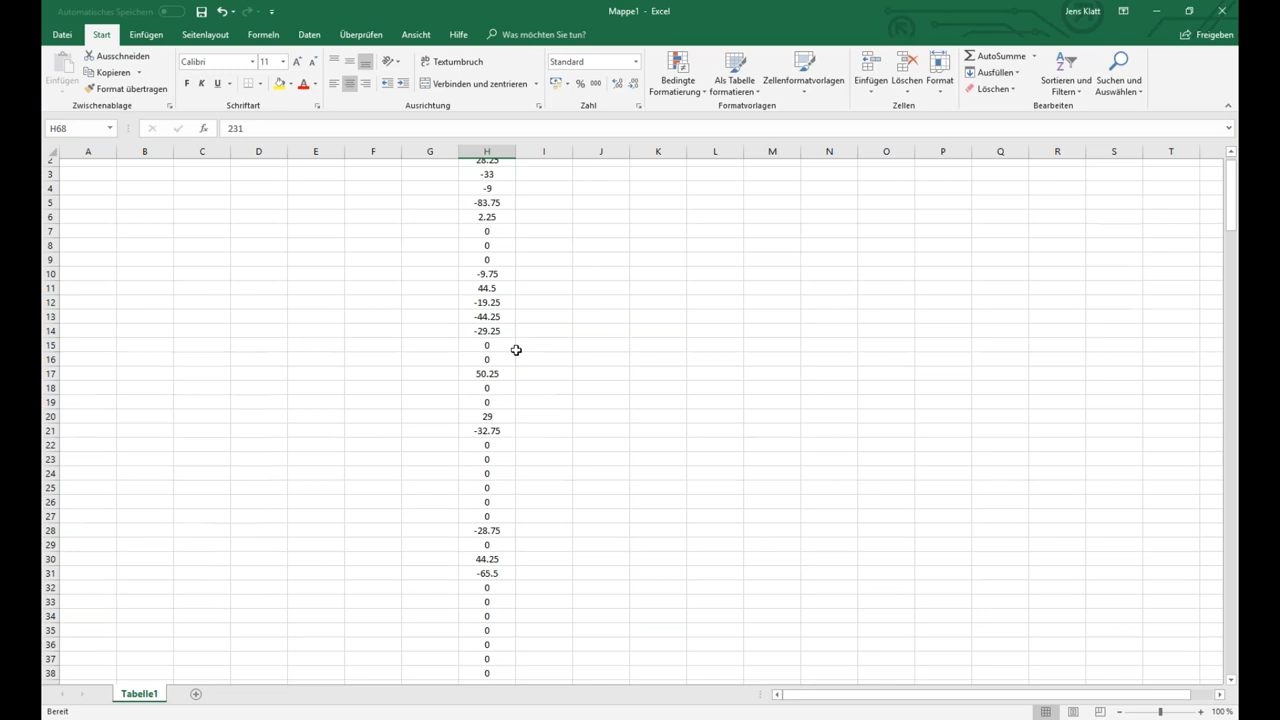 Automatisches Speichern
Mappe1 - Excel
Jens Klatt
Datei Start Einfügen Seitenlayout Formeln Daten Überprüfen Ansicht Hilfe Was möchten Sie tun? Freigeben
Einfügen
Ausschneiden
Kopieren
Format übertragen
Zwischenablage
Calibri 11
F K U
Schriftart
Textumbruch
Verbinden und zentrieren
Ausrichtung
Standard
% 000
Zahl
Bedingte Formatierung
Als Tabelle formatieren
Zellenformatvorlagen
Formatvorlagen
Einfügen Löschen Format
Zellen
AutoSumme
Ausfüllen
Löschen
Sortieren und Filtern
Suchen und Auswählen
Bearbeiten
H68 fx 231
A B C D E F G H I J K L M N O P Q R S T
2 28.25
3 -33
4 -9
5 -83.75
6 2.25
7 0
8 0
9 0
10 -9.75
11 44.5
12 -19.25
13 -44.25
14 -29.25
15 0
16 0
17 50.25
18 0
19 0
20 29
21 -32.75
22 0
23 0
24 0
25 0
26 0
27 0
28 -28.75
29 0
30 44.25
31 -65.5
32 0
33 0
34 0
35 0
36 0
37 0
38 0
Tabelle1
Bereit
100 %